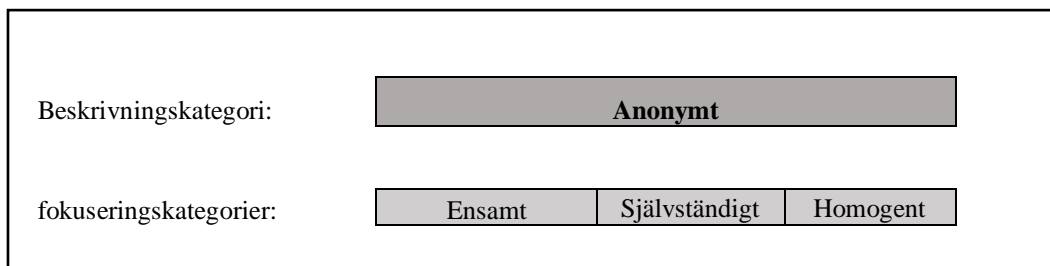 Beskrivningskategori: Anonymt
fokuseringskategorier: Ensamt Självständigt Homogent